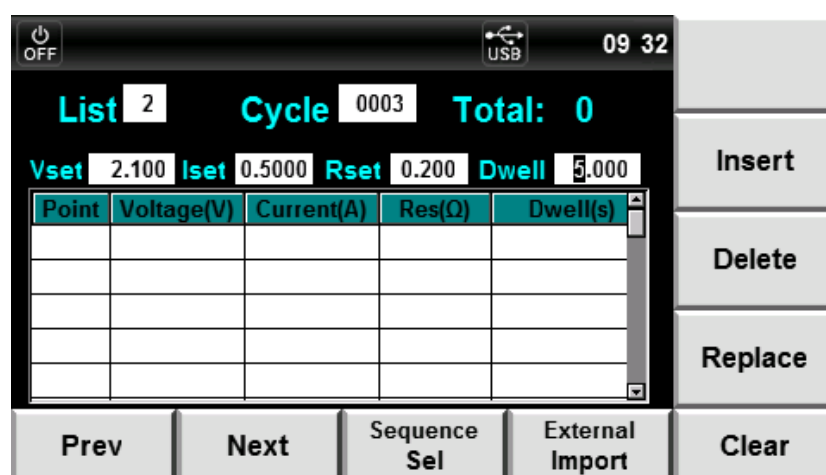 OFF USB 09 32
List 2 Cycle 0003 Total: 0
Vset 2.100 Iset 0.5000 Rset 0.200 Dwell 5.000
Point Voltage(V) Current(A) Res(Ω) Dwell(s)
Insert
Delete
Replace
Prev Next Sequence Sel External Import Clear